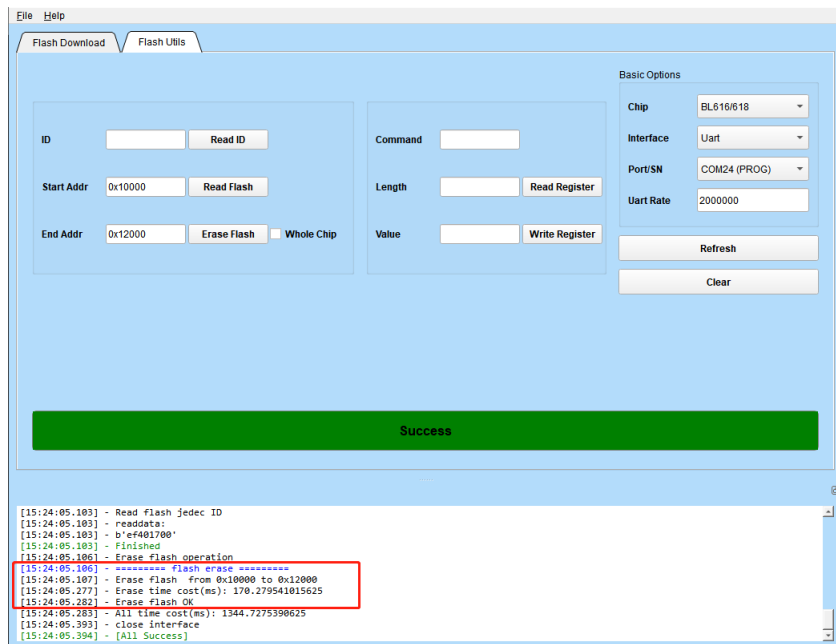 File Help
Flash Download Flash Utils
Basic Options
Chip BL616/618
ID Read ID Command Interface Uart
Port/SN COM24 (PROG)
Start Addr 0x10000 Read Flash Length Read Register
Uart Rate 2000000
End Addr 0x12000 Erase Flash Whole Chip Value Write Register
Refresh
Clear
Success
[15:24:05.103] - Read flash jedec ID
[15:24:05.103] - readdata:
[15:24:05.103] - b'ef401700'
[15:24:05.103] - Finished
[15:24:05.106] - Erase flash operation
[15:24:05.106] - ========= flash erase =========
[15:24:05.107] - Erase flash  from 0x10000 to 0x12000
[15:24:05.277] - Erase time cost(ms): 170.279541015625
[15:24:05.282] - Erase flash OK
[15:24:05.283] - All time cost(ms): 1344.7275390625
[15:24:05.393] - close interface
[15:24:05.394] - [All Success]